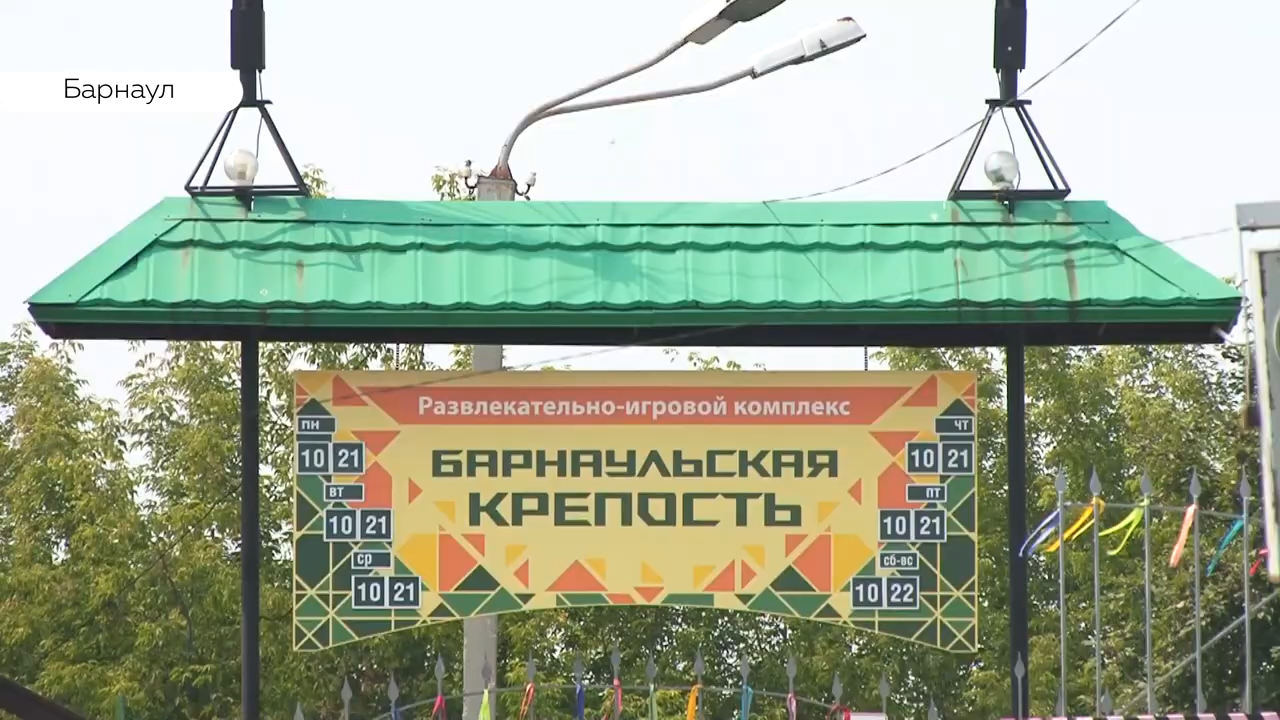 Барнаул
Развлекательно-игровой комплекс
БАРНАУЛЬСКАЯ
КРЕПОСТЬ
пн
10 21
вт
10 21
ср
10 21
чт
10 21
пт
10 21
сб-вс
10 22